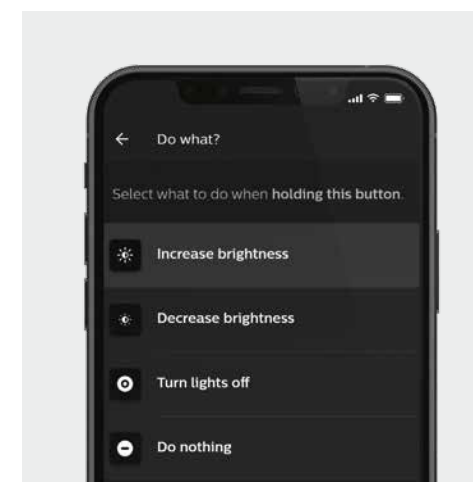 Do what?
Select what to do when holding this button.
Increase brightness
Decrease brightness
Turn lights off
Do nothing